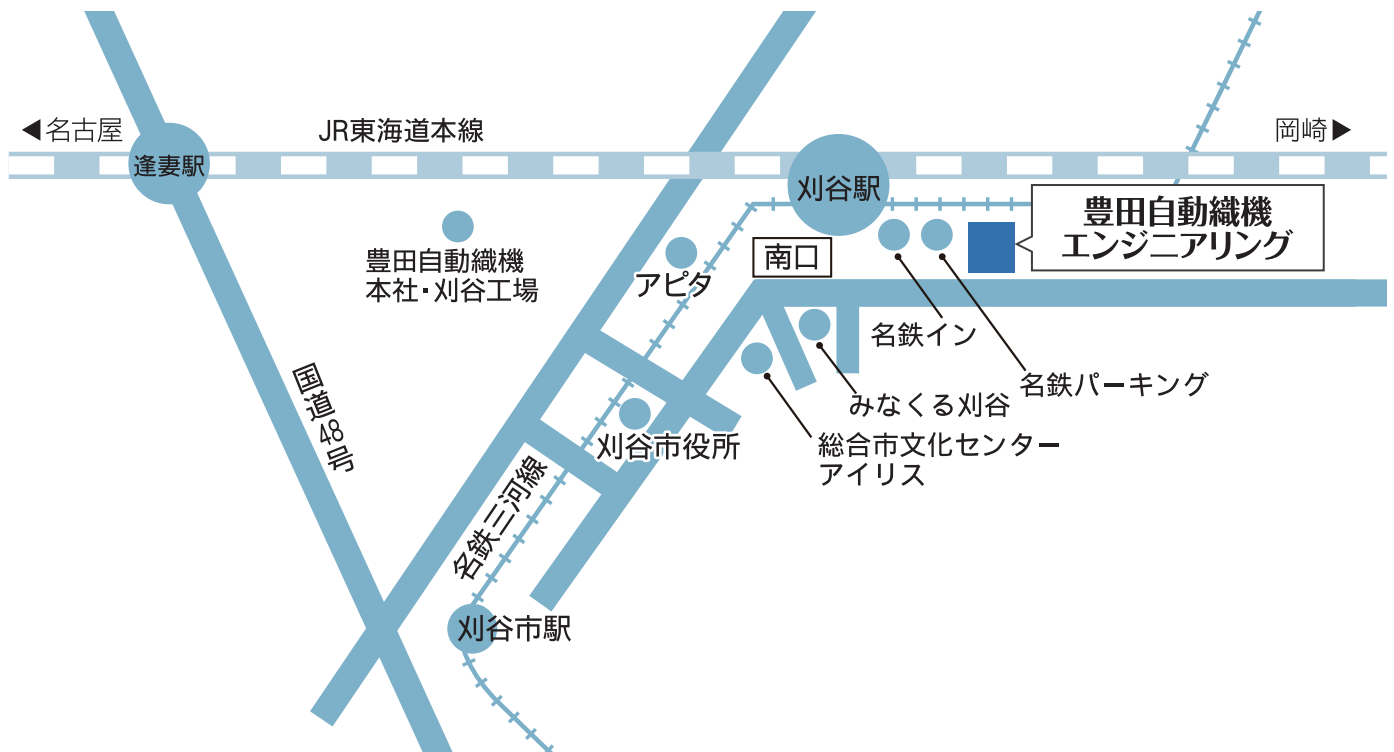 ◀名古屋
JR東海道本線
岡崎▶
逢妻駅
刈谷駅
豊田自動織機
エンジニアリング
豊田自動織機
本社・刈谷工場
アピタ
南口
名鉄イン
名鉄パーキング
みなくる刈谷
総合市文化センター
アイリス
国道48号
刈谷市役所
名鉄三河線
刈谷市駅